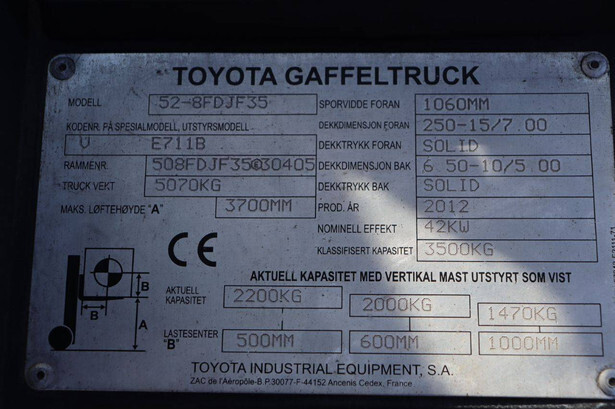 TOYOTA GAFFELTRUCK
MODELL 52-8FDJF35 SPORVIDDE FORAN 1060MM
KODENR. PÅ SPESIALMODELL, UTSTYRSMODELL DEKKDIMENSJON FORAN 250-15/7.00
V E711B DEKKTRYKK FORAN SOLID
RAMMENR. 508FDJF35©30405 DEKKDIMENSJON BAK 6.50-10/5.00
TRUCK VEKT 5070KG DEKKTRYKK BAK SOLID
MAKS. LØFTEHØYDE "A" 3700MM PROD. ÅR 2012
NOMINELL EFFEKT 42KW
CE KLASSIFISERT KAPASITET 3500KG
AKTUELL KAPASITET MED VERTIKAL MAST UTSTYRT SOM VIST
AKTUELL KAPASITET 2200KG 2000KG 1470KG
B
B
A
LASTESENTER "B" 500MM 600MM 1000MM
TOYOTA INDUSTRIAL EQUIPMENT, S.A.
ZAC de l'Aéropôle-B.P.30077-F-44152 Ancenis Cedex, France